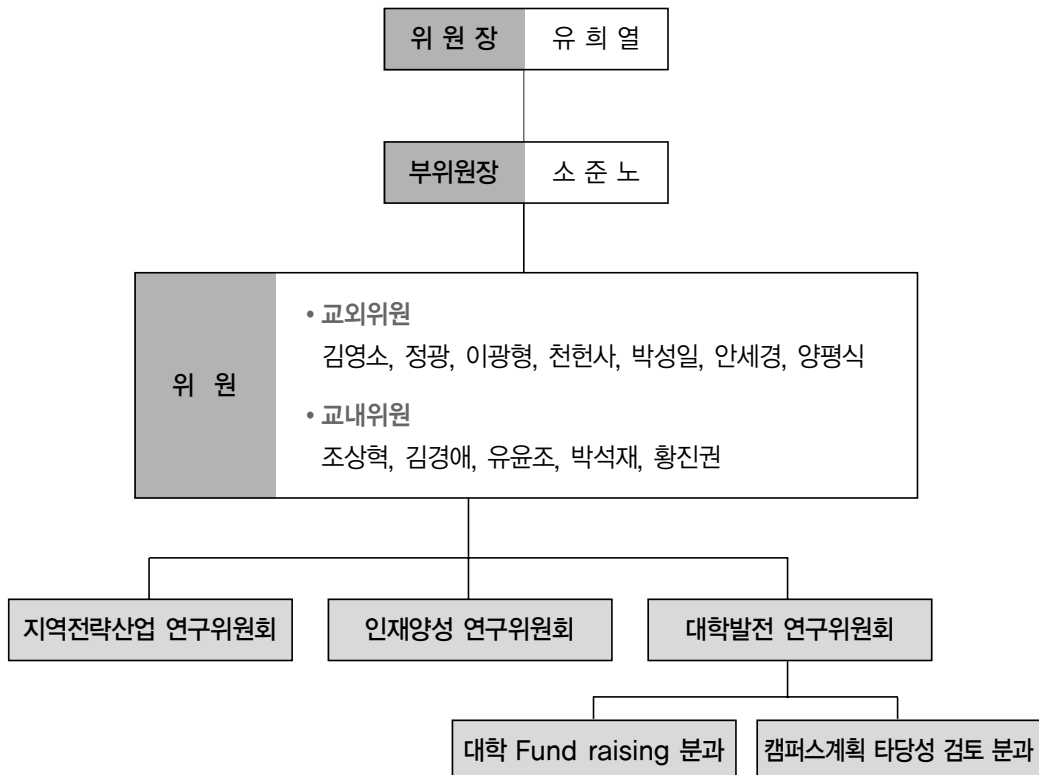 위 원 장 유 희 열
부위원장 소 준 노
위 원
• 교외위원
김영소, 정광, 이광형, 천헌사, 박성일, 안세경, 양평식
• 교내위원
조상혁, 김경애, 유윤조, 박석재, 황진권
지역전략산업 연구위원회 인재양성 연구위원회 대학발전 연구위원회
대학 Fund raising 분과 캠퍼스계획 타당성 검토 분과